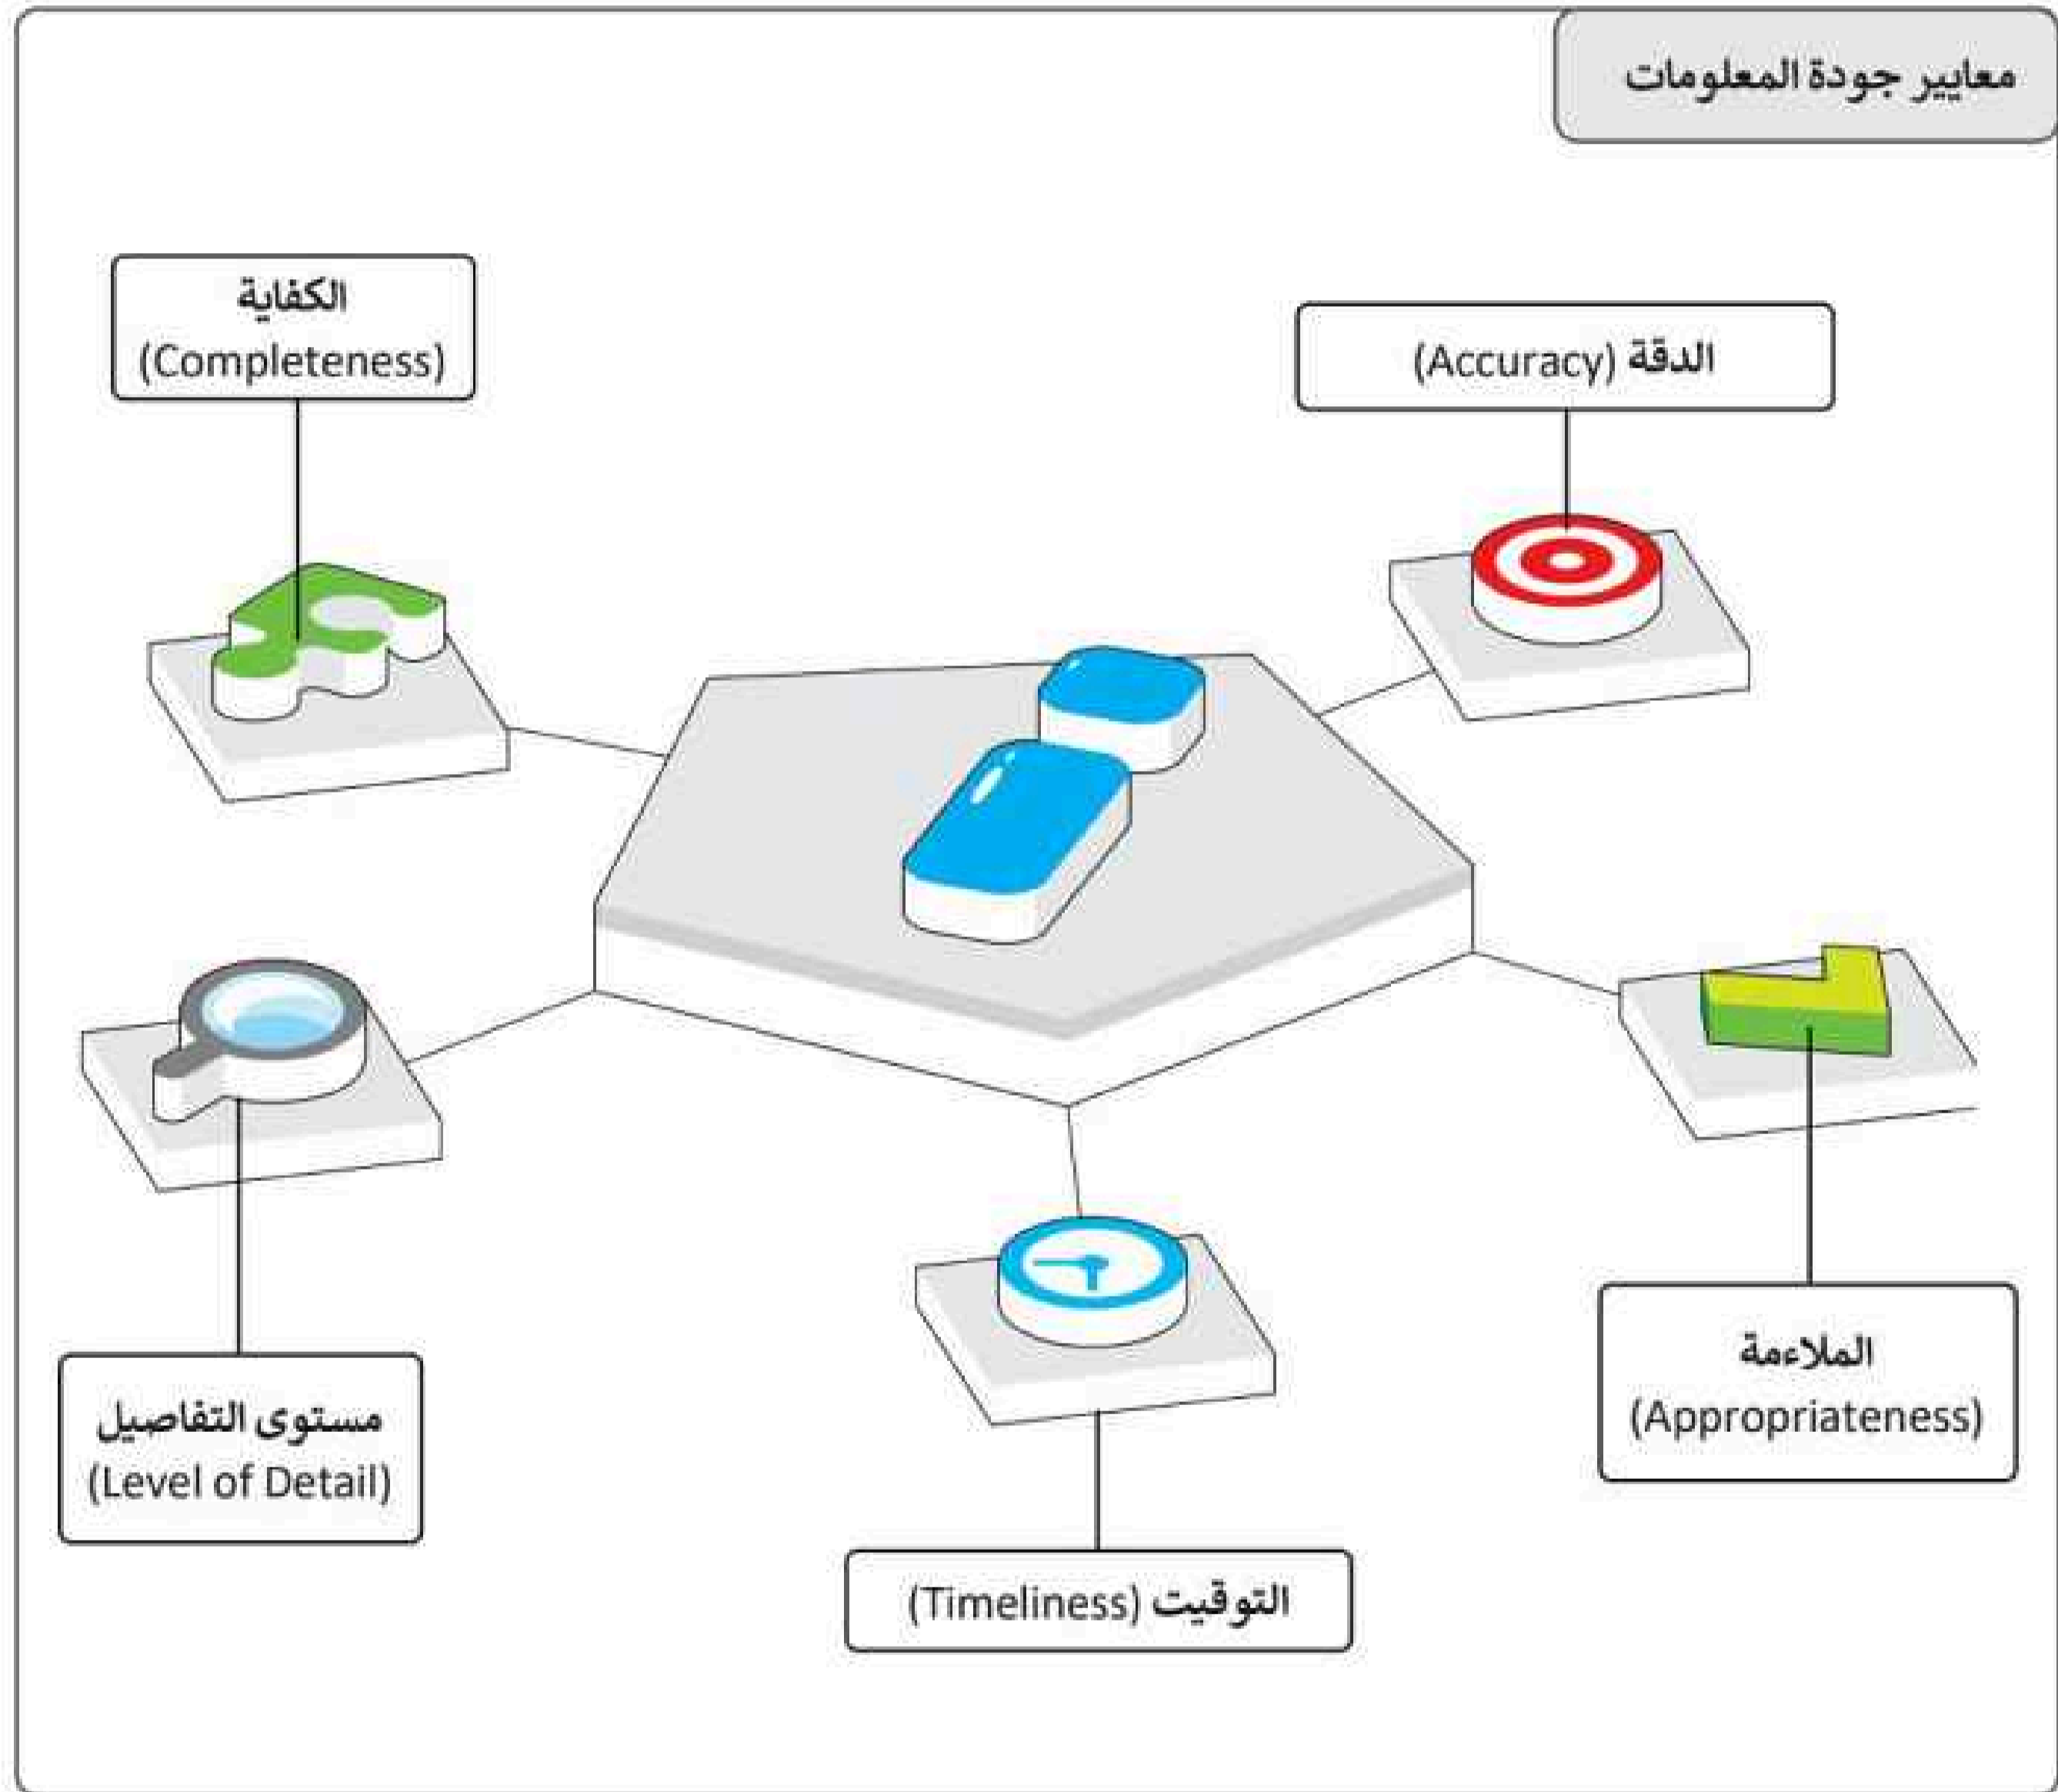 معايير جودة المعلومات
الدقة (Accuracy)
الكفاية
(Completeness)
الملاءمة
(Appropriateness)
مستوى التفاصيل
(Level of Detail)
التوقيت (Timeliness)